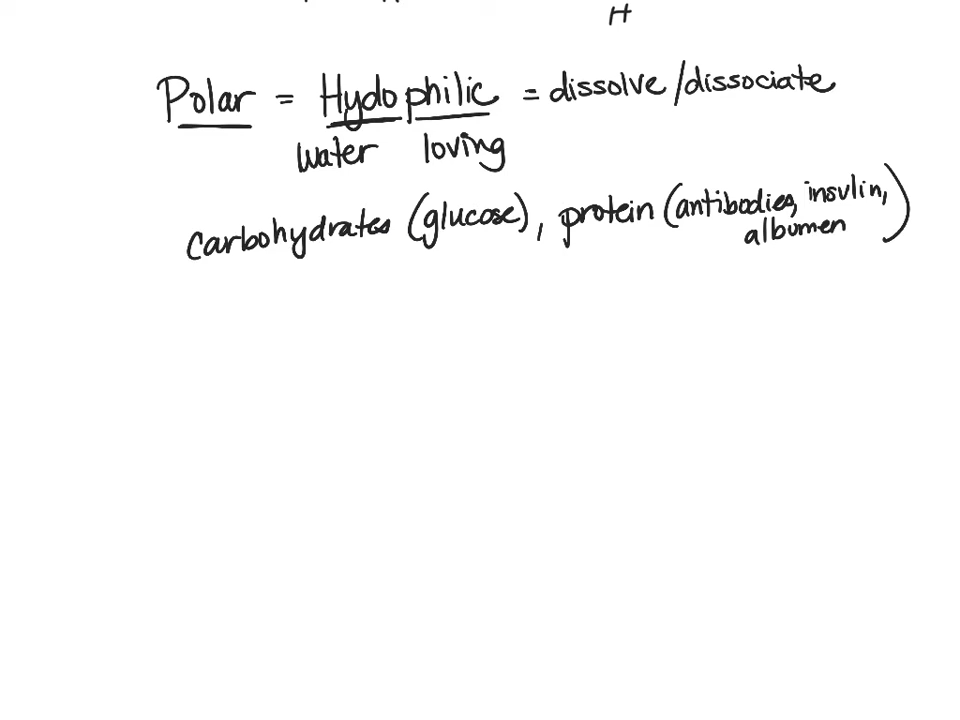 H
Polar = Hydophilic = dissolve/dissociate
water loving
carbohydrates (glucose), protein (antibodies, insulin,
albumen)